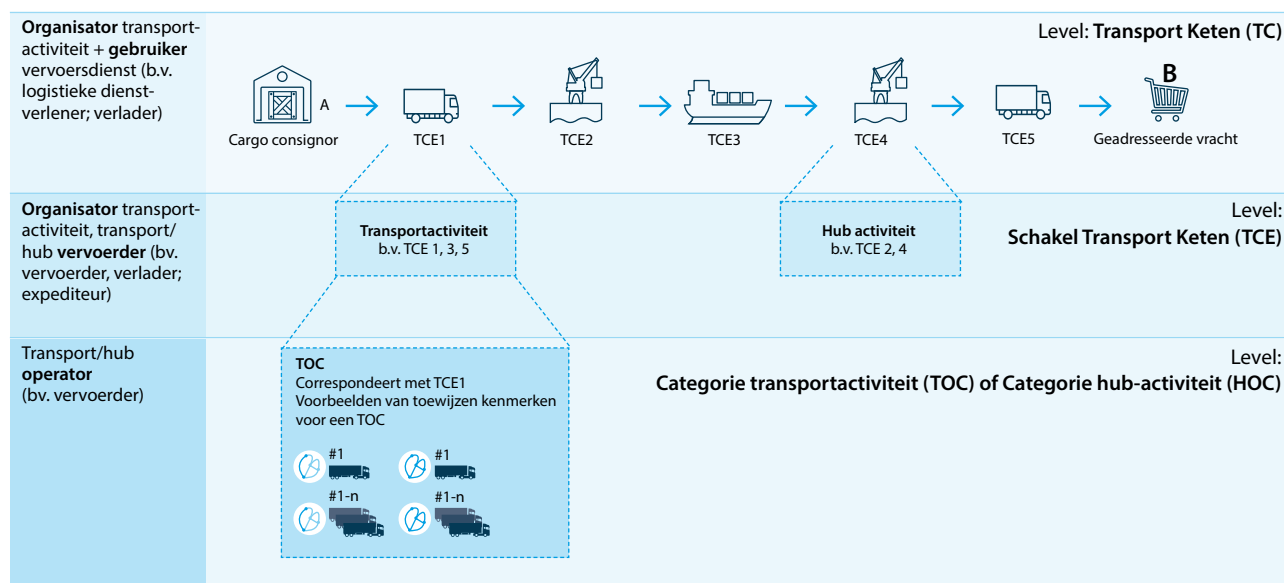 Organisator transport-
activiteit + gebruiker
vervoersdienst (b.v.
logistieke dienst-
verlener; verlader)
Level: Transport Keten (TC)
A
B
Cargo consignor
TCE1
TCE2
TCE3
TCE4
TCE5
Geadresseerde vracht
Organisator transport-
activiteit, transport/
hub vervoerder (bv.
vervoerder, verlader;
expediteur)
Transportactiviteit
b.v. TCE 1, 3, 5
Hub activiteit
b.v. TCE 2, 4
Level:
Schakel Transport Keten (TCE)
Transport/hub
operator
(bv. vervoerder)
TOC
Correspondeert met TCE1
Voorbeelden van toewijzen kenmerken
voor een TOC
#1
#1
#1-n
#1-n
Level:
Categorie transportactiviteit (TOC) of Categorie hub-activiteit (HOC)